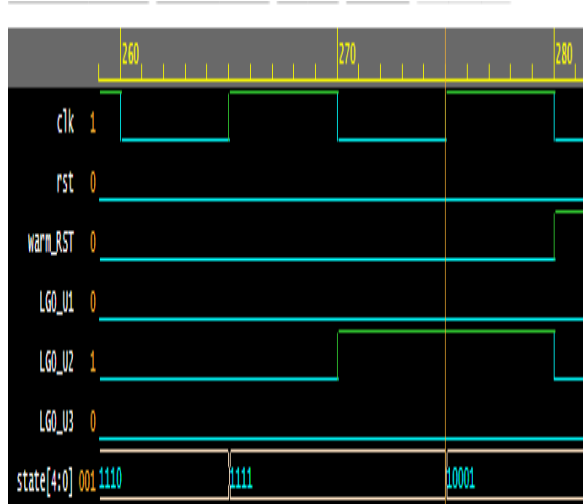 260 270 280
clk 1
rst 0
warm_RST 0
LGO_U1 0
LGO_U2 1
LGO_U3 0
state[4:0] 001 1110 1111 10001